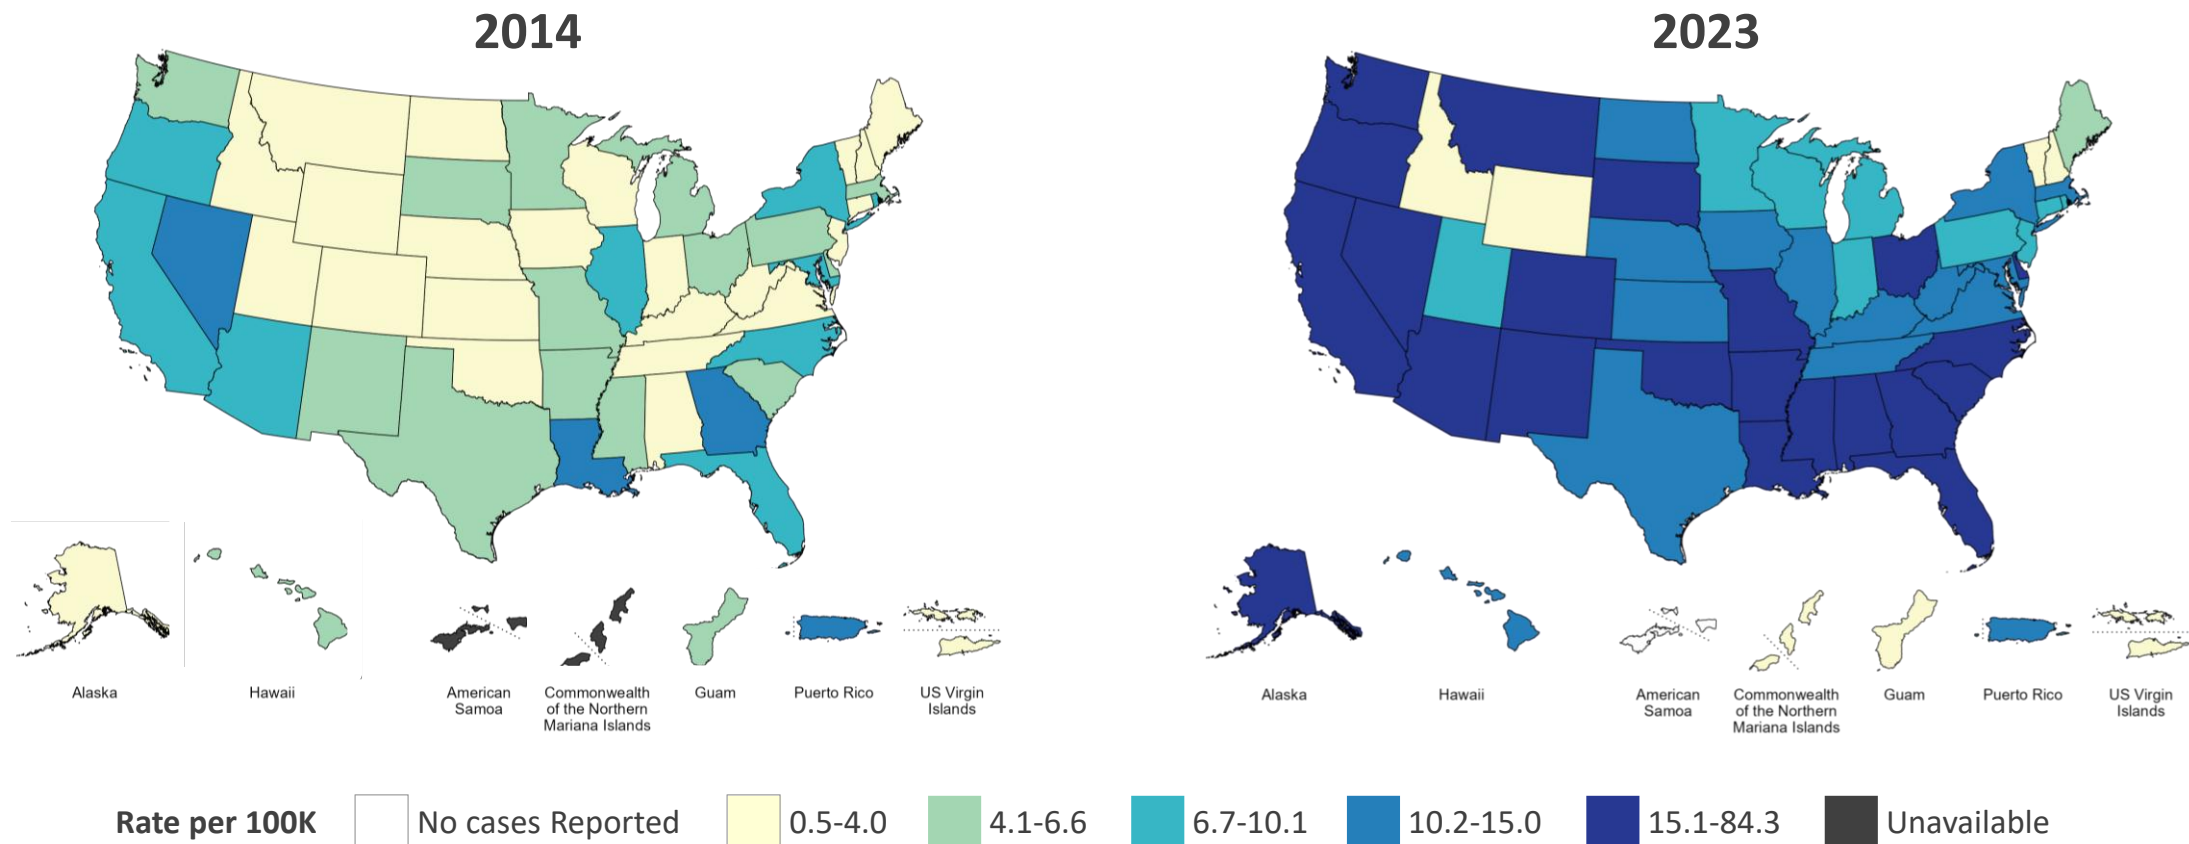 2014
2023
Alaska
Hawaii
American
Samoa
Commonwealth
of the Northern
Mariana Islands
Guam
Puerto Rico
US Virgin
Islands
Alaska
Hawaii
American
Samoa
Commonwealth
of the Northern
Mariana Islands
Guam
Puerto Rico
US Virgin
Islands
Rate per 100K
No cases Reported
0.5-4.0
4.1-6.6
6.7-10.1
10.2-15.0
15.1-84.3
Unavailable